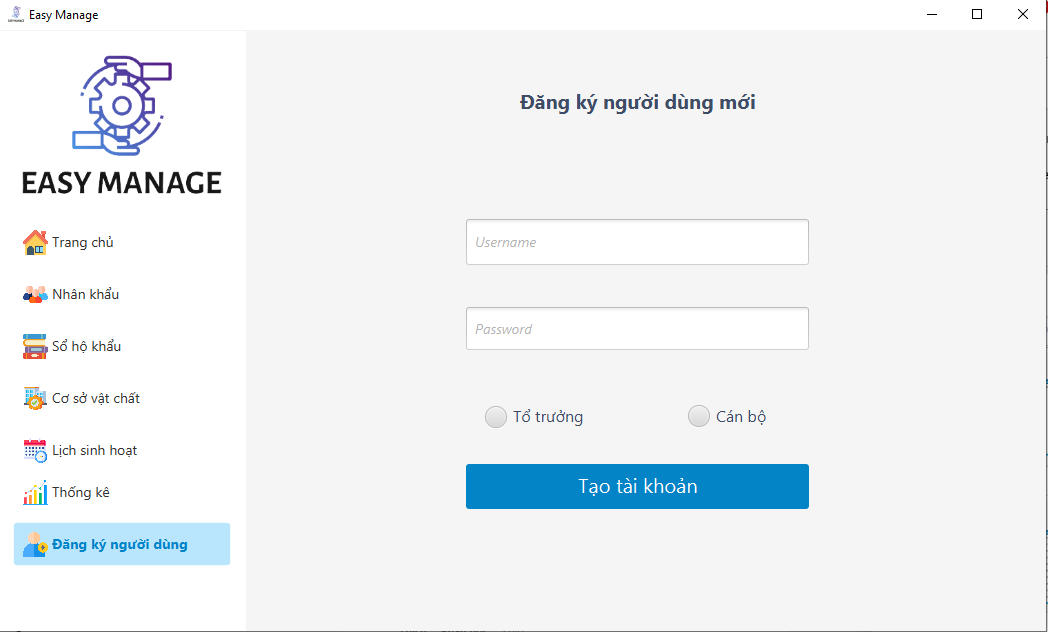 Easy Manage
EASY MANAGE
Trang chủ
Nhân khẩu
Sổ hộ khẩu
Cơ sở vật chất
Lịch sinh hoạt
Thống kê
Đăng ký người dùng
Đăng ký người dùng mới
Username
Password
Tổ trưởng
Cán bộ
Tạo tài khoản